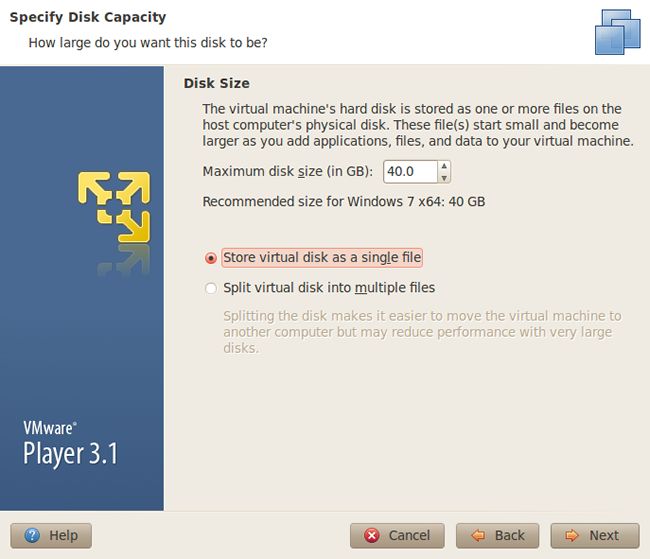 Specify Disk Capacity
How large do you want this disk to be?
Disk Size
The virtual machine's hard disk is stored as one or more files on the
host computer's physical disk. These file(s) start small and become
larger as you add applications, files, and data to your virtual machine.
Maximum disk size (in GB): 40.0
Recommended size for Windows 7 x64: 40 GB
Store virtual disk as a single file
Split virtual disk into multiple files
Splitting the disk makes it easier to move the virtual machine to
another computer but may reduce performance with very large
disks.
VMware®
Player 3.1
Help Cancel Back Next